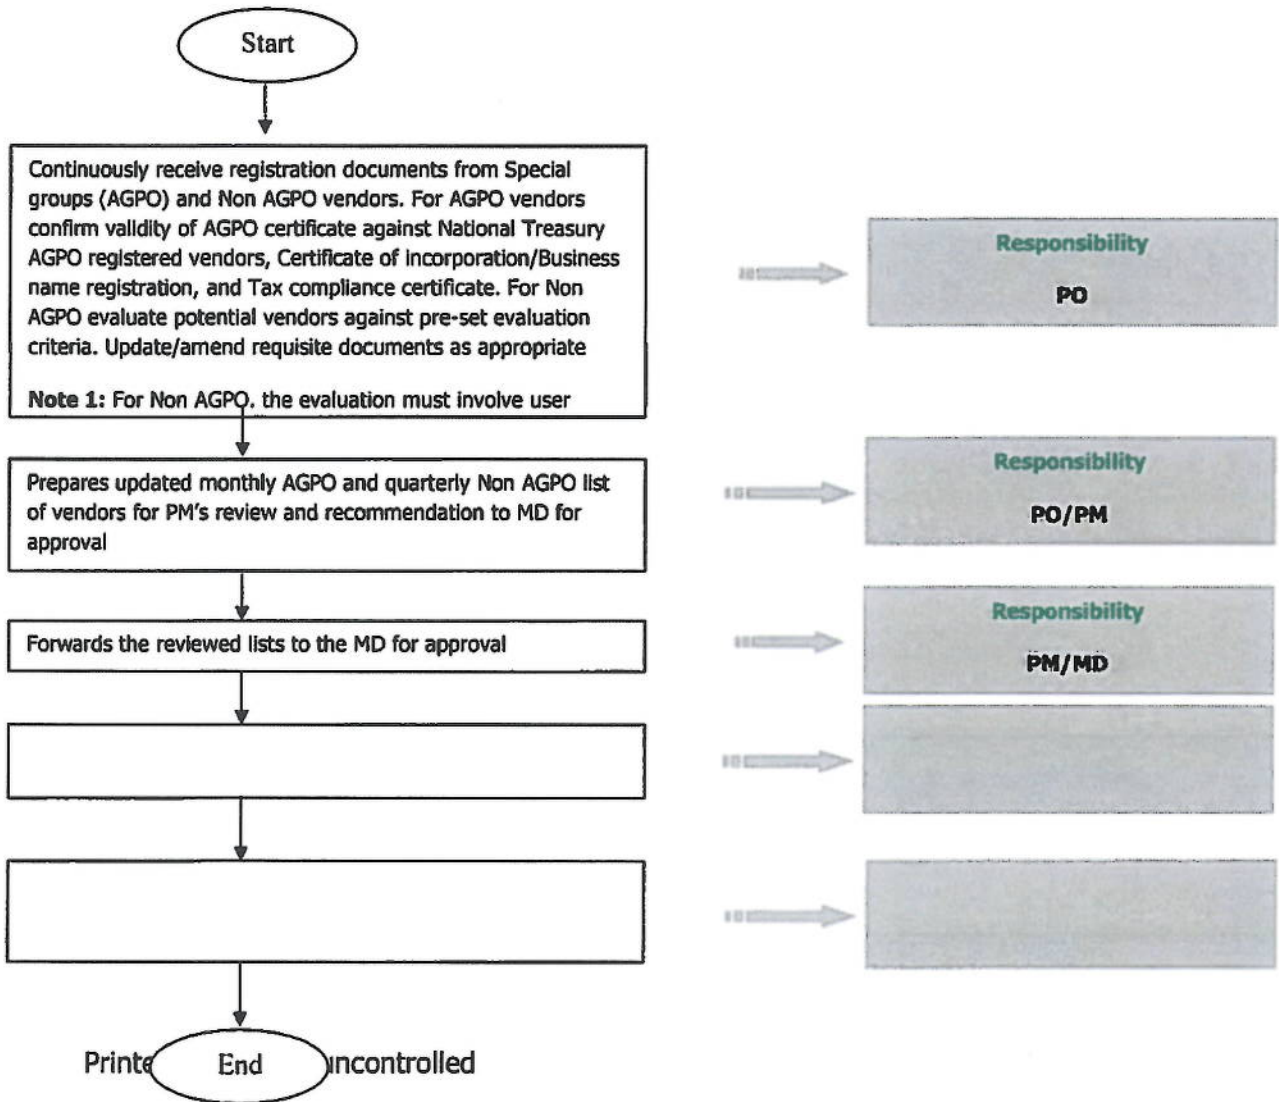 Start
Continuously receive registration documents from Special
groups (AGPO) and Non AGPO vendors. For AGPO vendors
confirm validity of AGPO certificate against National Treasury
AGPO registered vendors, Certificate of incorporation/Business
name registration, and Tax compliance certificate. For Non
AGPO evaluate potential vendors against pre-set evaluation
criteria. Update/amend requisite documents as appropriate
Note 1: For Non AGPO, the evaluation must involve user
Responsibility
PO
Prepares updated monthly AGPO and quarterly Non AGPO list
of vendors for PM's review and recommendation to MD for
approval
Responsibility
PO/PM
Forwards the reviewed lists to the MD for approval
Responsibility
PM/MD
End
uncontrolled